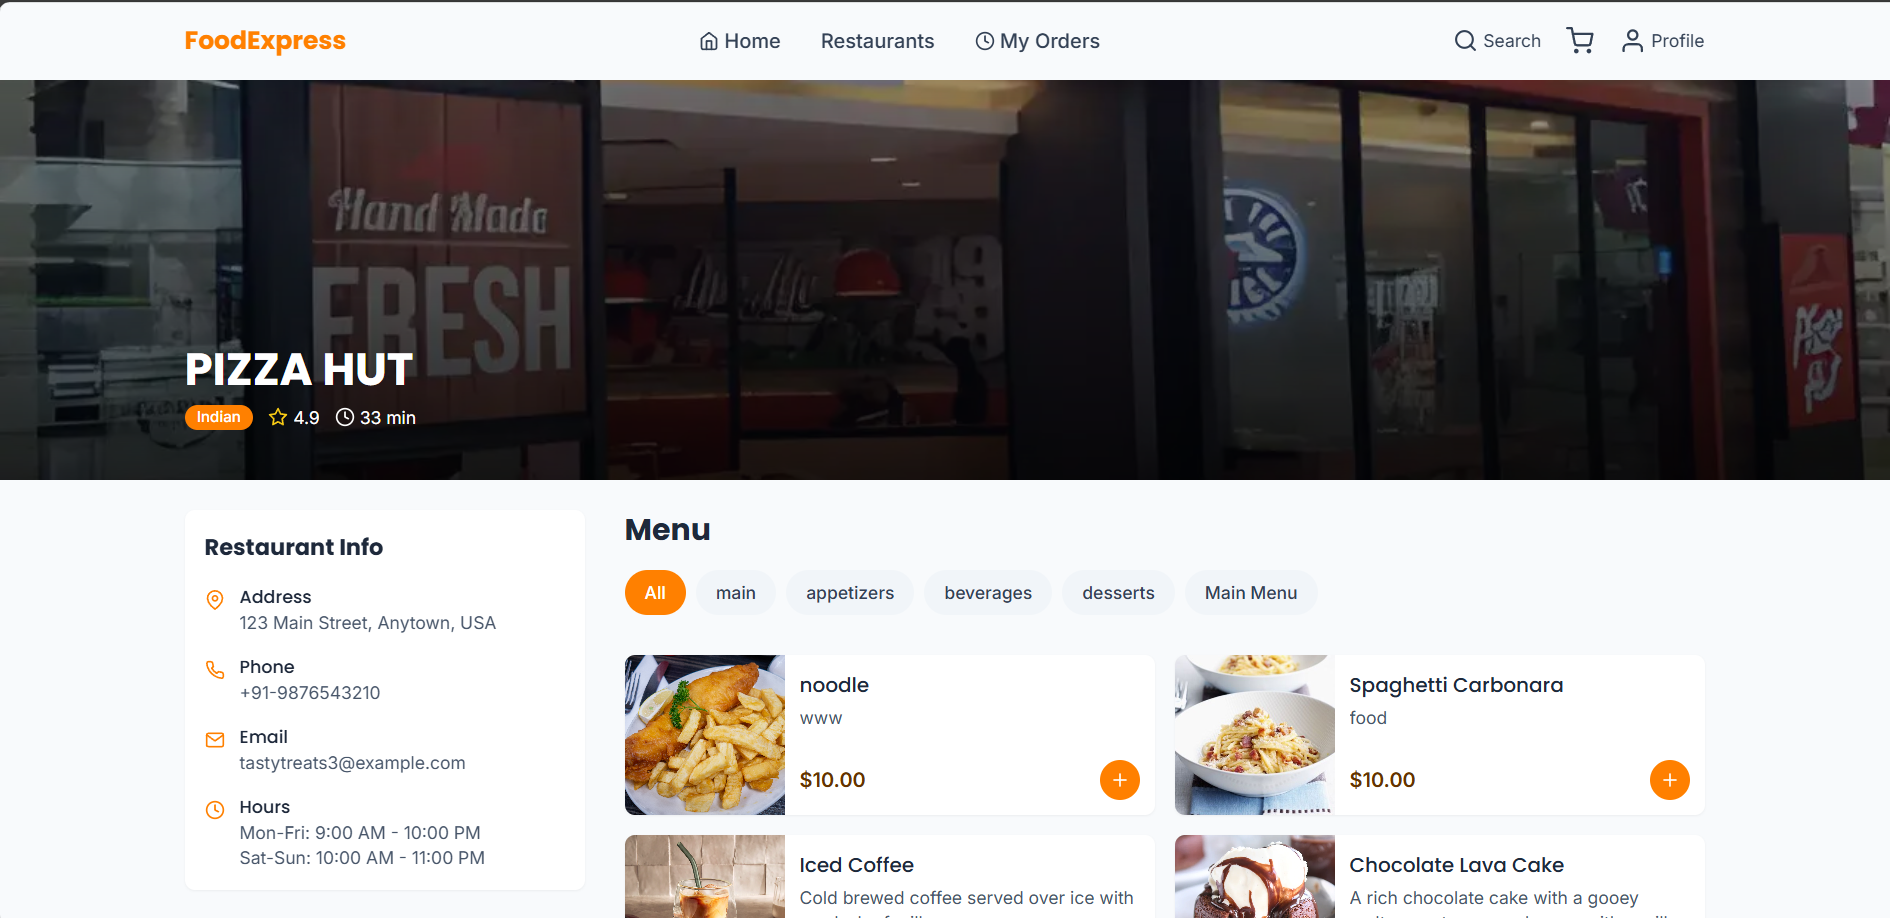 FoodExpress
Home
Restaurants
My Orders
Search
Profile
Hand Made
FRESH
19
PIZZA HUT
Indian
4.9
33 min
Restaurant Info
Address
123 Main Street, Anytown, USA
Phone
+91-9876543210
Email
tastytreats3@example.com
Hours
Mon-Fri: 9:00 AM - 10:00 PM
Sat-Sun: 10:00 AM - 11:00 PM
Menu
All
main
appetizers
beverages
desserts
Main Menu
noodle
www
$10.00
Spaghetti Carbonara
food
$10.00
Iced Coffee
Cold brewed coffee served over ice with
Chocolate Lava Cake
A rich chocolate cake with a gooey